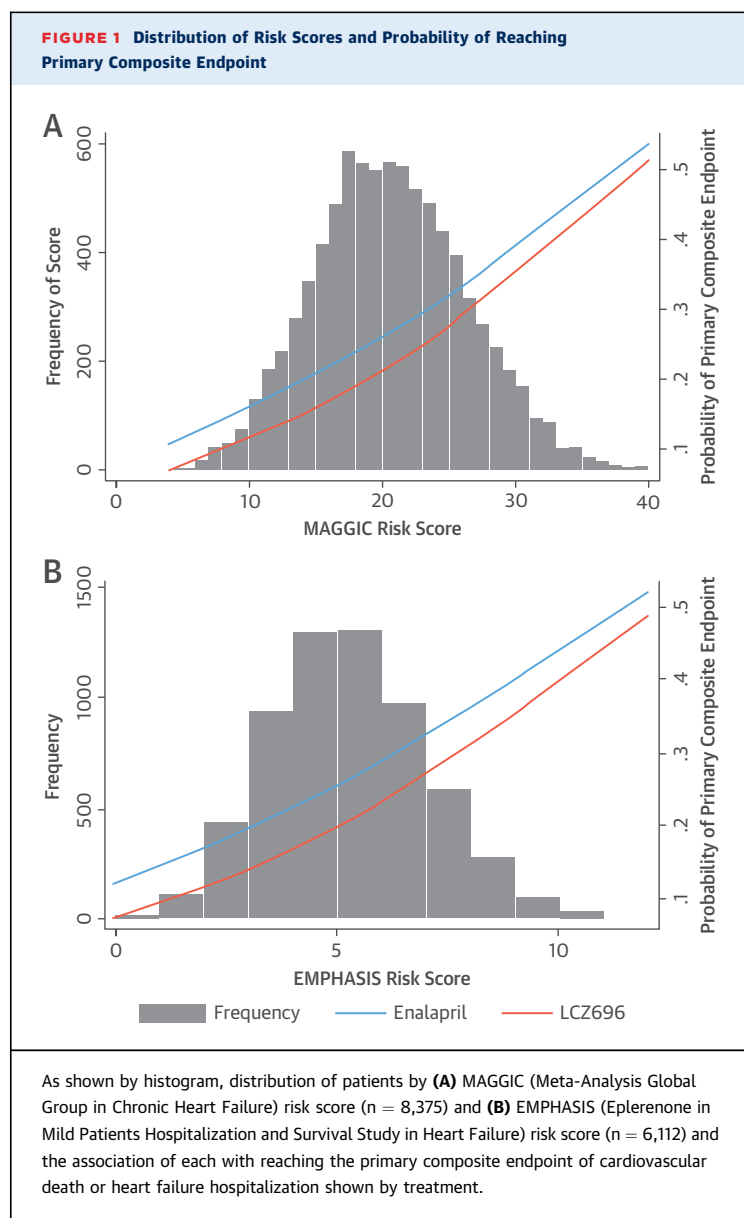 FIGURE 1 Distribution of Risk Scores and Probability of Reaching
Primary Composite Endpoint
A
600
400
200
0
Frequency of Score
.5
.4
.3
.2
.1
Probability of Primary Composite Endpoint
0 10 20 30 40
MAGGIC Risk Score
B
1500
1000
500
0
Frequency
.5
.4
.3
.2
.1
Probability of Primary Composite Endpoint
0 5 10
EMPHASIS Risk Score
Frequency Enalapril LCZ696
As shown by histogram, distribution of patients by (A) MAGGIC (Meta-Analysis Global
Group in Chronic Heart Failure) risk score (n = 8,375) and (B) EMPHASIS (Eplerenone in
Mild Patients Hospitalization and Survival Study in Heart Failure) risk score (n = 6,112) and
the association of each with reaching the primary composite endpoint of cardiovascular
death or heart failure hospitalization shown by treatment.